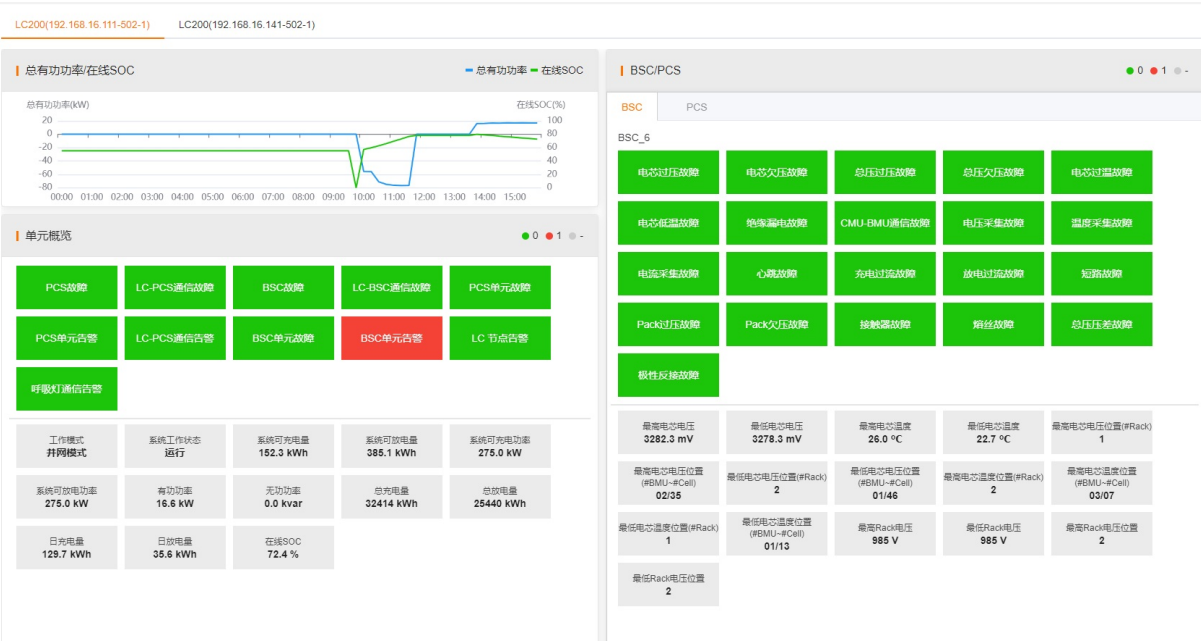 LC200(192.168.16.111-502-1) LC200(192.168.16.141-502-1)
总有功功率/在线SOC
总有功功率 在线SOC
总有功功率(kW) 在线SOC(%)
20 100
0 80
-20 60
-40 40
-60 20
-80 0
00:00 01:00 02:00 03:00 04:00 05:00 06:00 07:00 08:00 09:00 10:00 11:00 12:00 13:00 14:00 15:00
单元概览
0 1 -
PCS故障 LC-PCS通信故障 BSC故障 LC-BSC通信故障 PCS单元故障
PCS单元告警 LC-PCS通信告警 BSC单元故障 BSC单元告警 LC 节点告警
呼吸灯通信告警
工作模式 系统工作状态 系统可充电量 系统可放电量 系统可充电功率
并网模式 运行 152.3 kWh 385.1 kWh 275.0 kW
系统可放电功率 有功功率 无功功率 总充电量 总放电量
275.0 kW 16.6 kW 0.0 kvar 32414 kWh 25440 kWh
日充电量 日放电量 在线SOC
129.7 kWh 35.6 kWh 72.4 %
BSC/PCS
0 1 -
BSC PCS
BSC_6
电芯过压故障 电芯欠压故障 总压过压故障 总压欠压故障 电芯过温故障
电芯低温故障 绝缘漏电故障 CMU-BMU通信故障 电压采集故障 温度采集故障
电流采集故障 心跳故障 充电过流故障 放电过流故障 短路故障
Pack过压故障 Pack欠压故障 接触器故障 熔丝故障 总压压差故障
极性反接故障
最高电芯电压 最低电芯电压 最高电芯温度 最低电芯温度 最高电芯电压位置(#Rack)
3282.3 mV 3278.3 mV 26.0 ºC 22.7 ºC 1
最高电芯电压位置 最低电芯电压位置(#Rack) 最低电芯电压位置 最高电芯温度位置(#Rack) 最高电芯温度位置
(#BMU~#Cell) 2 (#BMU~#Cell) 2 (#BMU~#Cell)
02/35 01/46 03/07
最低电芯温度位置(#Rack) 最低电芯温度位置 最高Rack电压 最低Rack电压 最高Rack电压位置
1 (#BMU~#Cell) 985 V 985 V 2
01/13
最低Rack电压位置
2